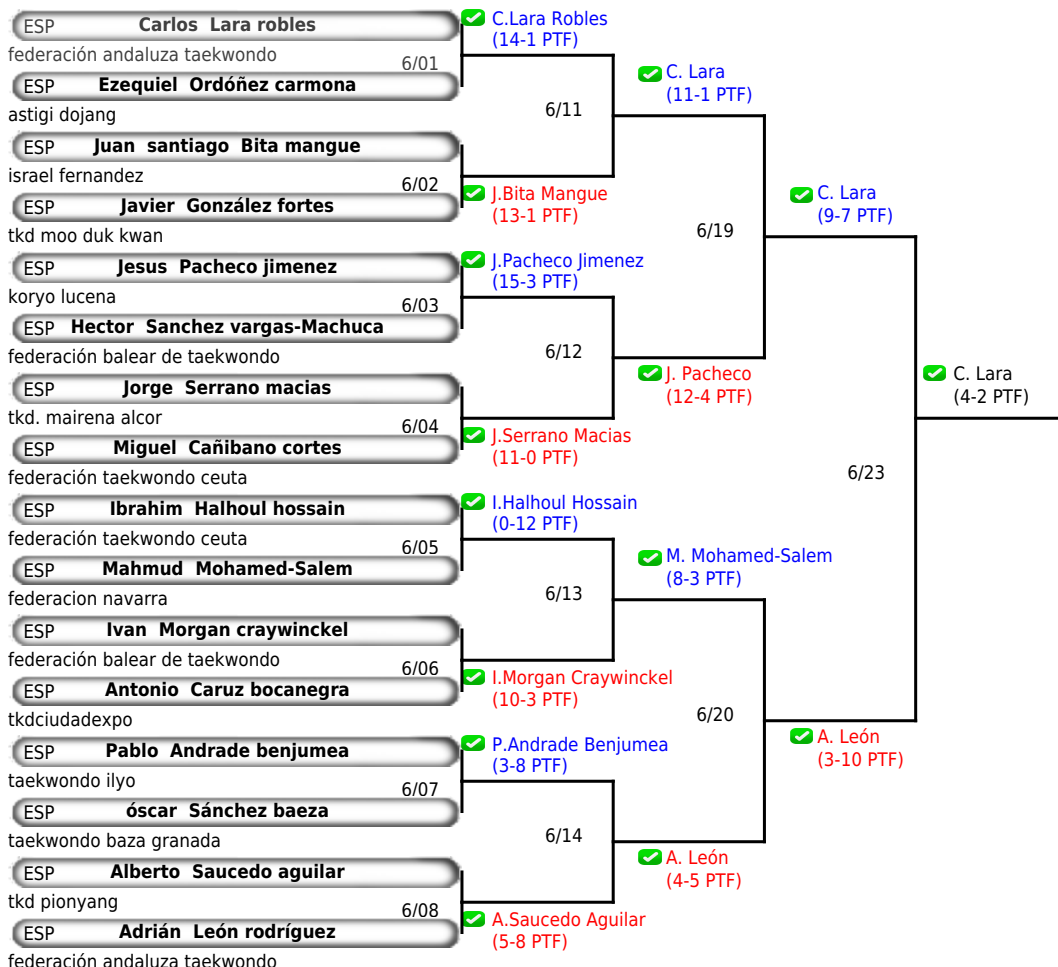 ESP Carlos Lara robles
federación andaluza taekwondo
6/01
ESP Ezequiel Ordóñez carmona
astigi dojang
ESP Juan santiago Bita mangue
israel fernandez
6/02
ESP Javier González fortes
tkd moo duk kwan
ESP Jesus Pacheco jimenez
koryo lucena
6/03
ESP Hector Sanchez vargas-Machuca
federación balear de taekwondo
ESP Jorge Serrano macias
tkd. mairena alcor
6/04
ESP Miguel Cañibano cortes
federación taekwondo ceuta
ESP Ibrahim Halhoul hossain
federación taekwondo ceuta
6/05
ESP Mahmud Mohamed-Salem
federacion navarra
ESP Ivan Morgan craywinckel
federación balear de taekwondo
6/06
ESP Antonio Caruz bocanegra
tkdciudadexpo
ESP Pablo Andrade benjumea
taekwondo ilyo
6/07
ESP óscar Sánchez baeza
taekwondo baza granada
ESP Alberto Saucedo aguilar
tkd pionyang
6/08
ESP Adrián León rodríguez
federación andaluza taekwondo
C.Lara Robles
(14-1 PTF)
6/11
J.Bita Mangue
(13-1 PTF)
J.Pacheco Jimenez
(15-3 PTF)
6/12
J.Serrano Macias
(11-0 PTF)
I.Halhoul Hossain
(0-12 PTF)
6/13
I.Morgan Craywinckel
(10-3 PTF)
P.Andrade Benjumea
(3-8 PTF)
6/14
A.Saucedo Aguilar
(5-8 PTF)
C. Lara
(11-1 PTF)
6/19
J. Pacheco
(12-4 PTF)
M. Mohamed-Salem
(8-3 PTF)
6/20
A. León
(4-5 PTF)
C. Lara
(9-7 PTF)
6/23
A. León
(3-10 PTF)
C. Lara
(4-2 PTF)